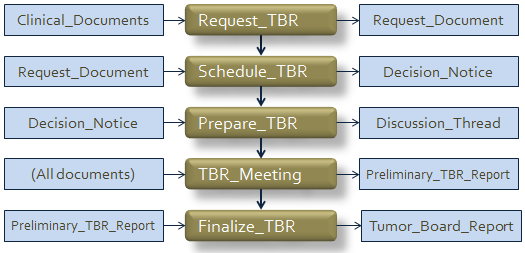 Clinical_Documents
Request_TBR
Request_Document
Request_Document
Schedule_TBR
Decision_Notice
Decision_Notice
Prepare_TBR
Discussion_Thread
(All documents)
TBR_Meeting
Preliminary_TBR_Report
Preliminary_TBR_Report
Finalize_TBR
Tumor_Board_Report